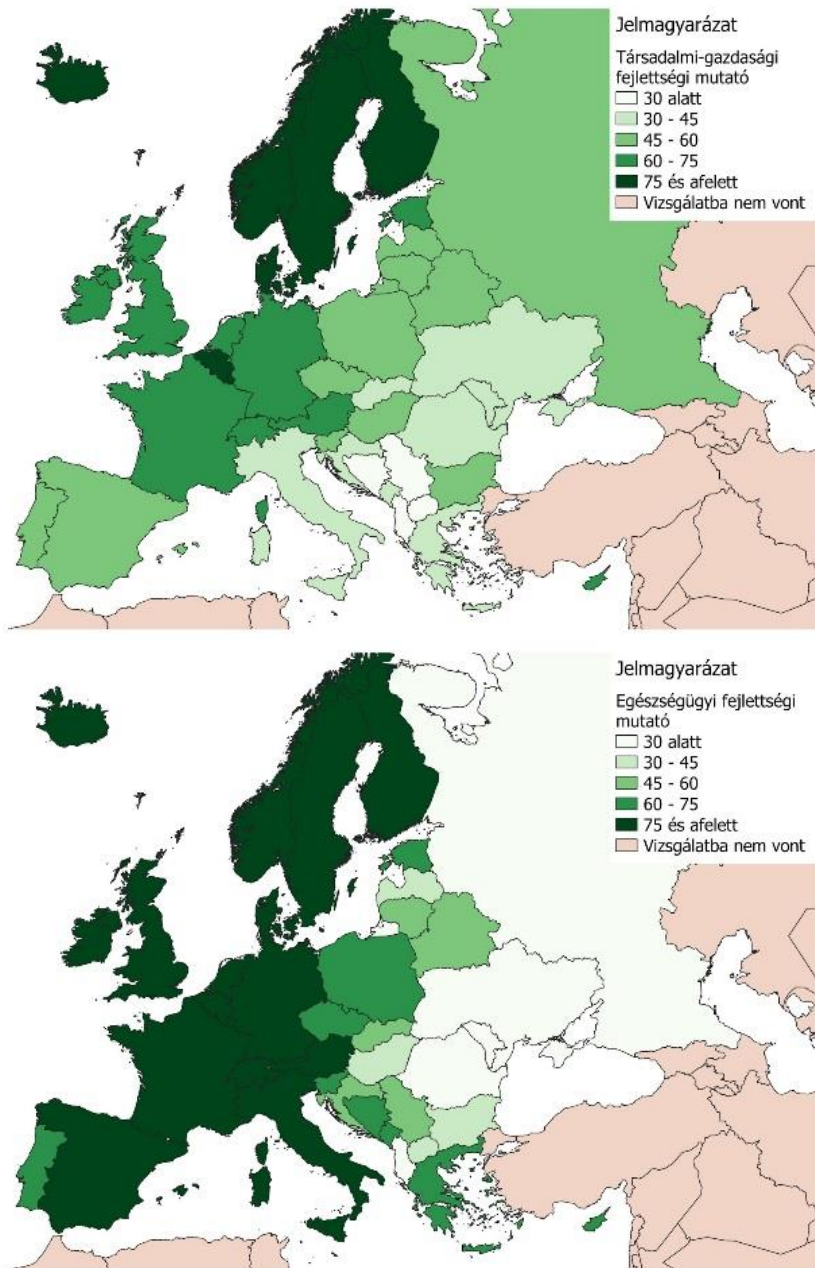 Jelmagyarázat
Társadalmi-gazdasági
fejlettségi mutató
30 alatt
30 - 45
45 - 60
60 - 75
75 és afelett
Vizsgálatba nem vont
Jelmagyarázat
Egészségügyi fejlettségi
mutató
30 alatt
30 - 45
45 - 60
60 - 75
75 és afelett
Vizsgálatba nem vont